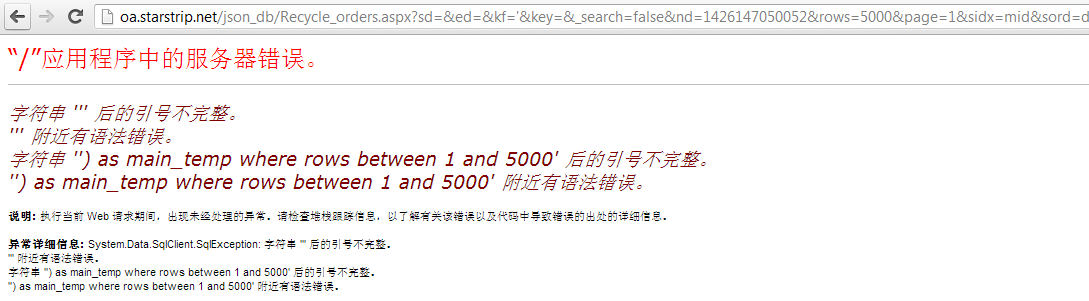 oa.starstrip.net/json_db/Recycle_orders.aspx?sd=&ed=&kf='&key=&_search=false&nd=1426147050052&rows=5000&page=1&sidx=mid&sord=d
“/”应用程序中的服务器错误。
字符串 ''' 后的引号不完整。
''' 附近有语法错误。
字符串 '') as main_temp where rows between 1 and 5000' 后的引号不完整。
'') as main_temp where rows between 1 and 5000' 附近有语法错误。
说明: 执行当前 Web 请求期间，出现未经处理的异常。请检查堆栈跟踪信息，以了解有关该错误以及代码中导致错误的出处的详细信息。
异常详细信息: System.Data.SqlClient.SqlException: 字符串 ''' 后的引号不完整。
''' 附近有语法错误。
字符串 '') as main_temp where rows between 1 and 5000' 后的引号不完整。
'') as main_temp where rows between 1 and 5000' 附近有语法错误。